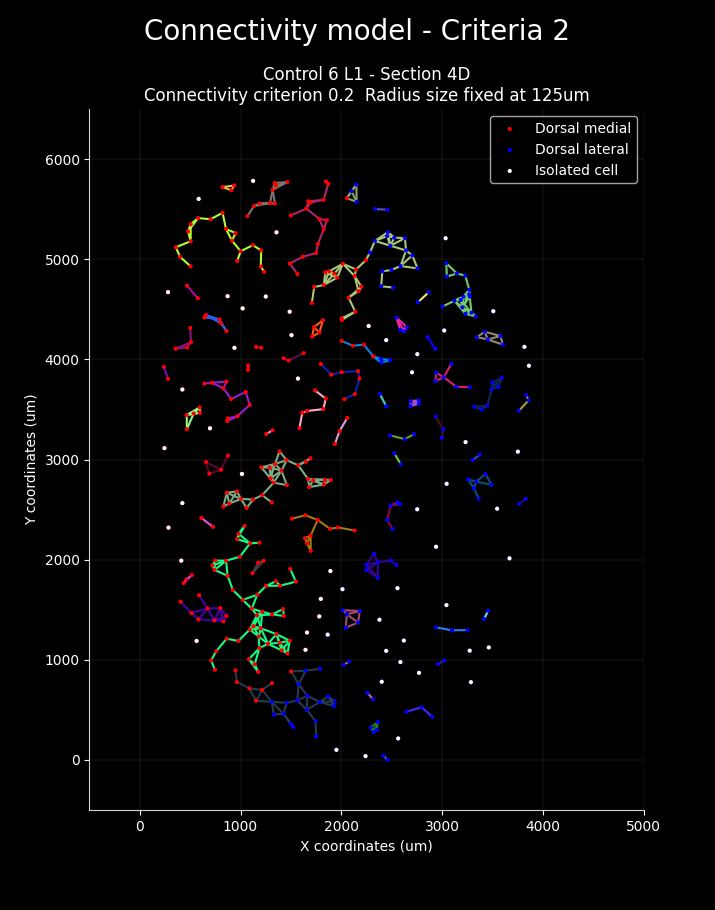 Connectivity model - Criteria 2
Control 6 L1 - Section 4D
Connectivity criterion 0.2  Radius size fixed at 125um
Dorsal medial
Dorsal lateral
Isolated cell
6000
5000
4000
3000
2000
1000
0
Y coordinates (um)
0 1000 2000 3000 4000 5000
X coordinates (um)